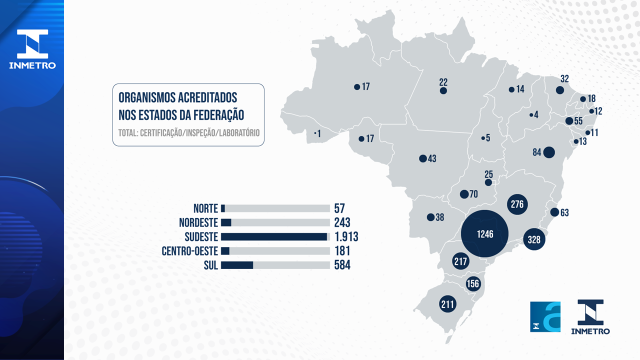 INMETRO
ORGANISMOS ACREDITADOS
NOS ESTADOS DA FEDERAÇÃO
TOTAL: CERTIFICAÇÃO/INSPEÇÃO/LABORATÓRIO
NORTE 57
NORDESTE 243
SUDESTE 1.913
CENTRO-OESTE 181
SUL 584
17
22
14
32
18
12
4
55
11
13
1
17
5
43
84
25
70
276
38
63
1246
328
217
156
211
a
INMETRO